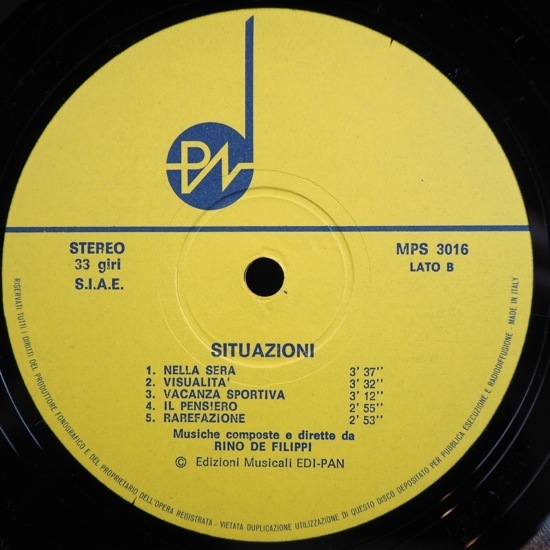 PN
STEREO
33 giri
S.I.A.E.
MPS 3016
LATO B
SITUAZIONI
1. NELLA SERA 3' 37''
2. VISUALITA' 3' 32''
3. VACANZA SPORTIVA 3' 12''
4. IL PENSIERO 2' 55''
5. RAREFAZIONE 2' 53''
Musiche composte e dirette da
RINO DE FILIPPI
© Edizioni Musicali EDI-PAN
RISERVATI TUTTI I DIRITTI DEL PRODUTTORE FONOGRAFICO E DEL PROPRIETARIO DELL'OPERA REGISTRATA - VIETATA DUPLICAZIONE UTILIZZAZIONE DI QUESTO DISCO DEPOSITATO PER PUBBLICA ESECUZIONE E RADIODIFFUSIONE - MADE IN ITALY